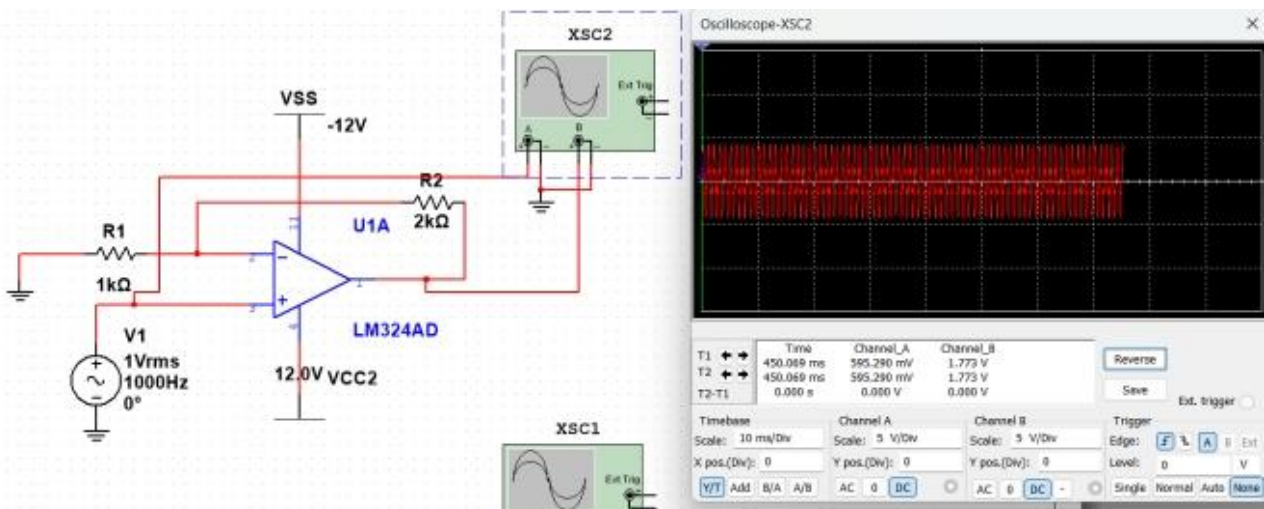 XSC2
Ext Trig
A
B
VSS
-12V
R2
2kΩ
U1A
R1
1kΩ
LM324AD
V1
1Vrms
1000Hz
0°
12.0V VCC2
XSC1
Ext Trig
Oscilloscope-XSC2
Time Channel_A Channel_B
T1 450.069 ms 595.290 mV 1.773 V
T2 450.069 ms 595.290 mV 1.773 V
T2-T1 0.000 s 0.000 V 0.000 V
Reverse
Save
Ext. trigger
Timebase Channel A Channel B Trigger
Scale: 10 ms/Div Scale: 5 V/Div Scale: 5 V/Div Edge: A B Ext
X pos.(Div): 0 Y pos.(Div): 0 Y pos.(Div): 0 Level: 0 V
Y/T Add B/A A/B AC 0 DC AC 0 DC - Single Normal Auto None